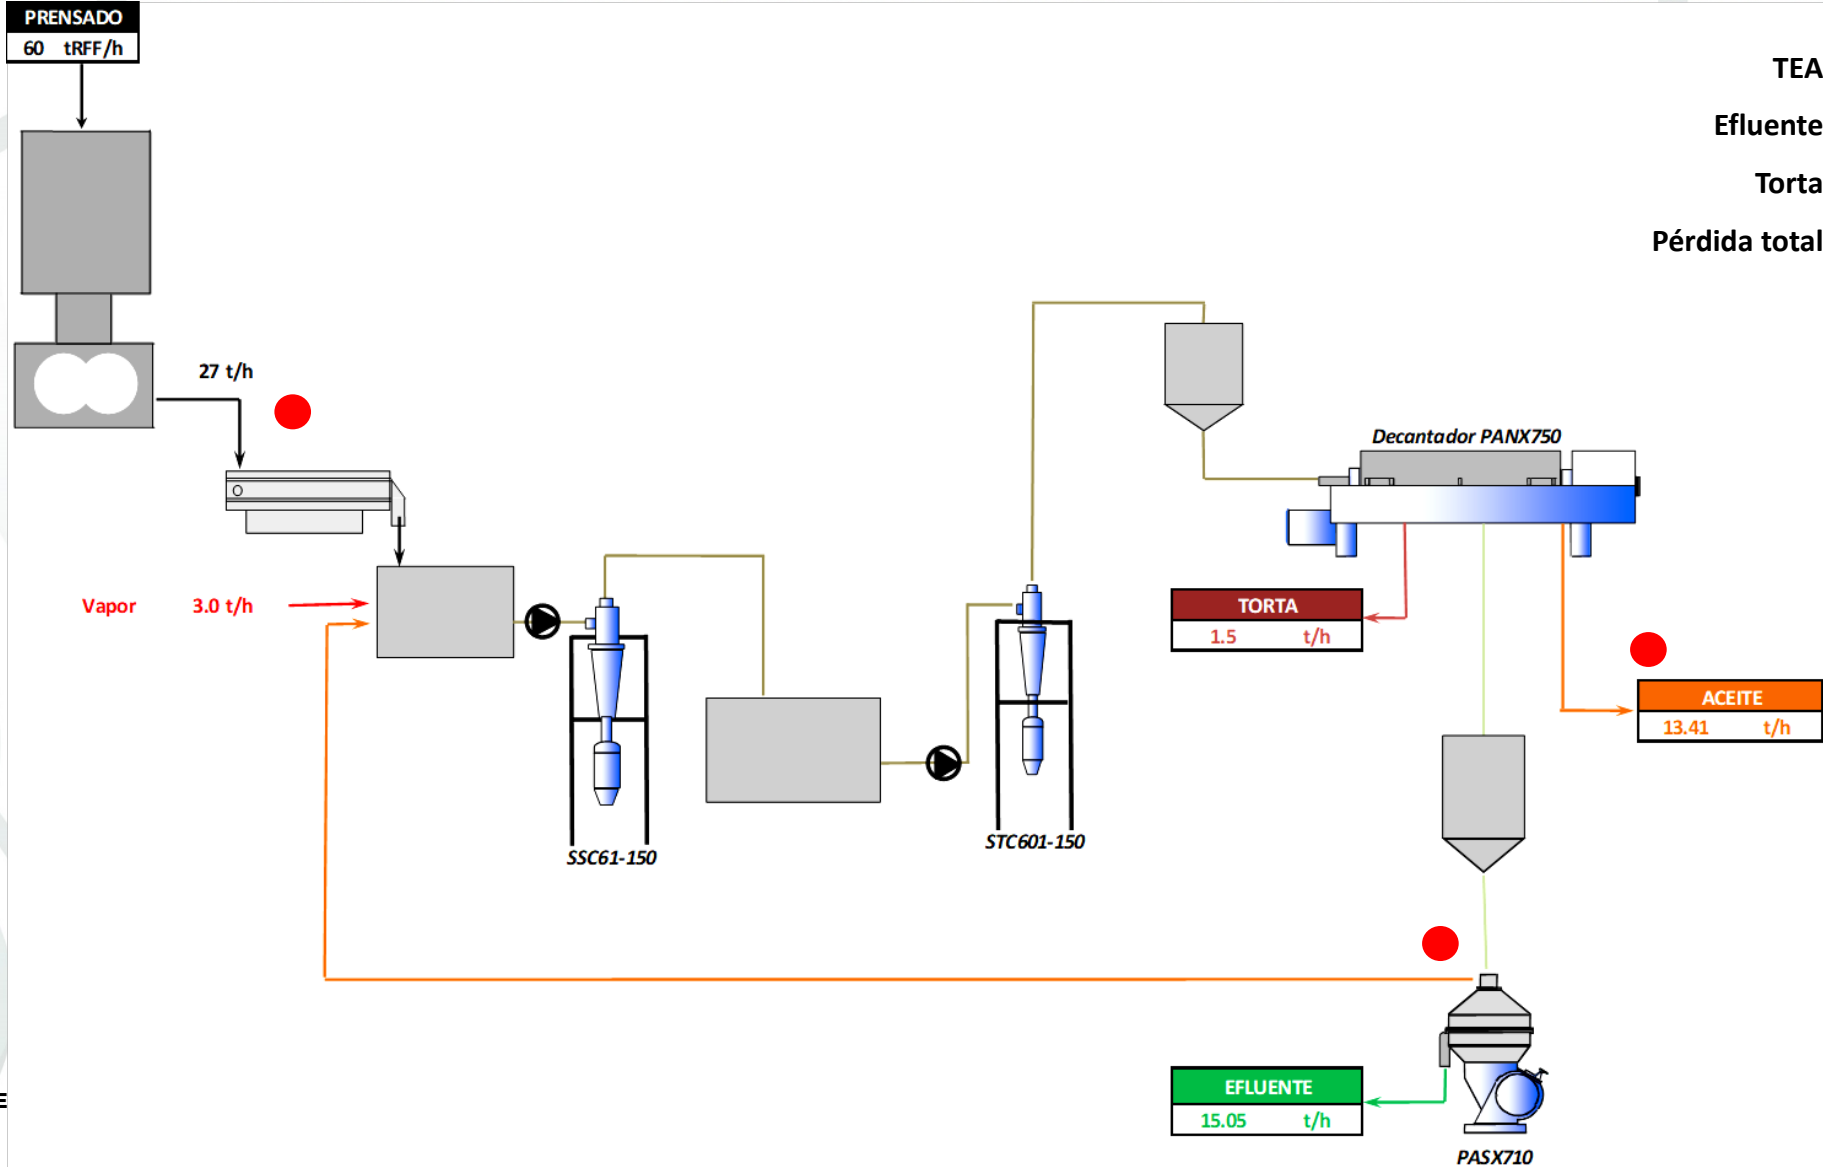 PRENSADO
60 tRFF/h
TEA
Efluente
Torta
Pérdida total
27 t/h
Decantador PANX750
Vapor 3.0 t/h
TORTA
1.5 t/h
ACEITE
13.41 t/h
STC601-150
SSC61-150
EFLUENTE
15.05 t/h
PASX710